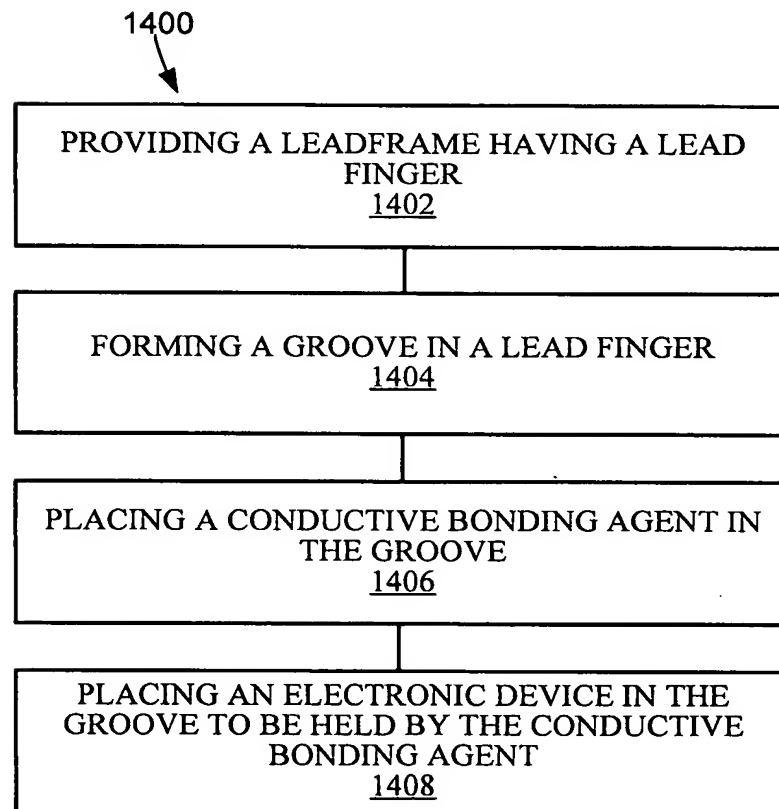 1400
PROVIDING A LEADFRAME HAVING A LEAD
FINGER
1402
FORMING A GROOVE IN A LEAD FINGER
1404
PLACING A CONDUCTIVE BONDING AGENT IN
THE GROOVE
1406
PLACING AN ELECTRONIC DEVICE IN THE
GROOVE TO BE HELD BY THE CONDUCTIVE
BONDING AGENT
1408